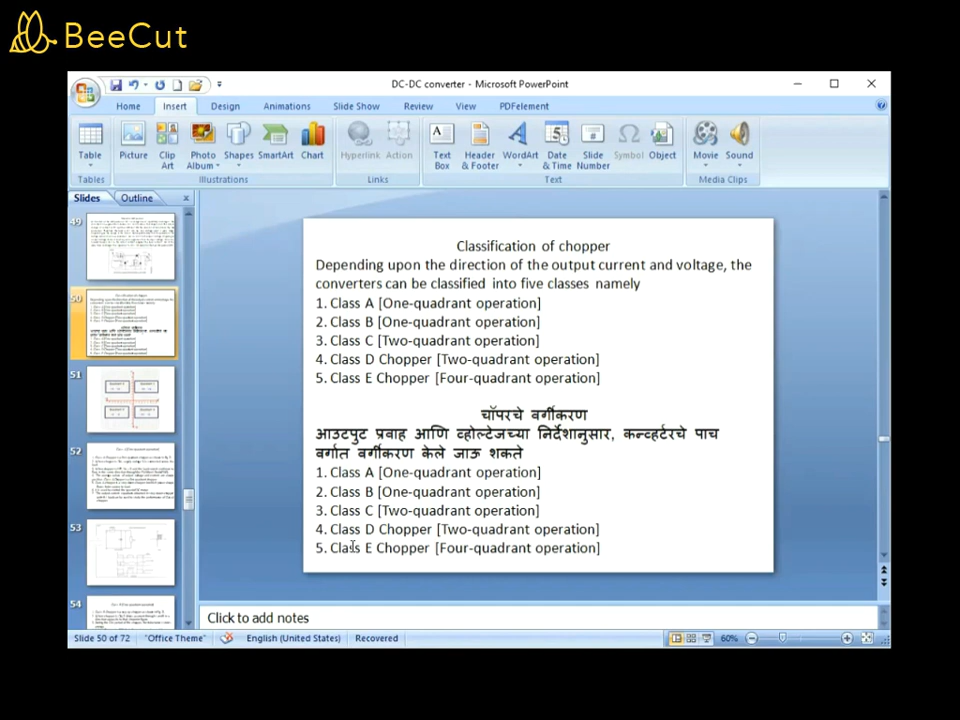 BeeCut
DC-DC converter - Microsoft PowerPoint
Home Insert Design Animations Slide Show Review View PDFelement
Table Picture Clip Art Photo Album Shapes SmartArt Chart Hyperlink Action Text Box Header & Footer WordArt Date & Time Slide Number Symbol Object Movie Sound
Tables Illustrations Links Text Media Clips
Slides Outline
49
50
51
52
53
54
Classification of chopper
Depending upon the direction of the output current and voltage, the
converters can be classified into five classes namely
1. Class A [One-quadrant operation]
2. Class B [One-quadrant operation]
3. Class C [Two-quadrant operation]
4. Class D Chopper [Two-quadrant operation]
5. Class E Chopper [Four-quadrant operation]
चॉपरचे वर्गीकरण
आउटपुट प्रवाह आणि व्होल्टेजच्या निर्देशानुसार, कन्व्हर्टरचे पाच
वर्गात वर्गीकरण केले जाऊ शकते
1. Class A [One-quadrant operation]
2. Class B [One-quadrant operation]
3. Class C [Two-quadrant operation]
4. Class D Chopper [Two-quadrant operation]
5. Class E Chopper [Four-quadrant operation]
Click to add notes
Slide 50 of 72 "Office Theme" English (United States) Recovered 60%